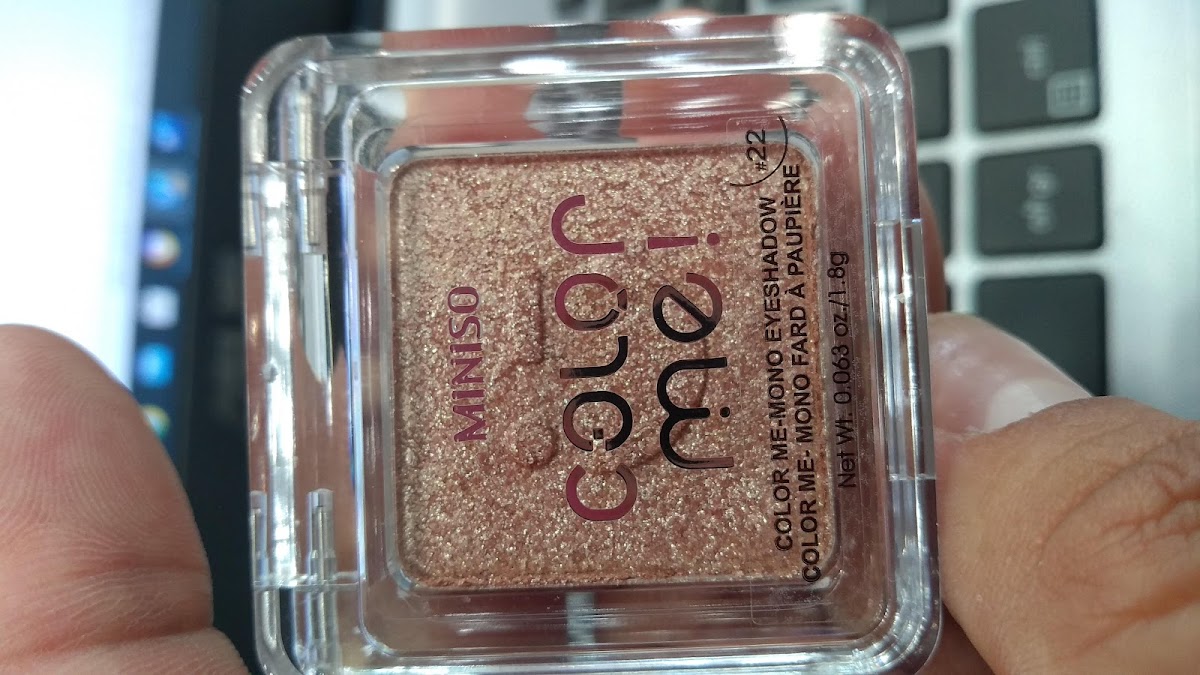 MINISO
color
me!
#22
COLOR ME-MONO EYESHADOW
COLOR ME- MONO FARD À PAUPIÈRE
Net Wt. 0.063 oz./1.8g